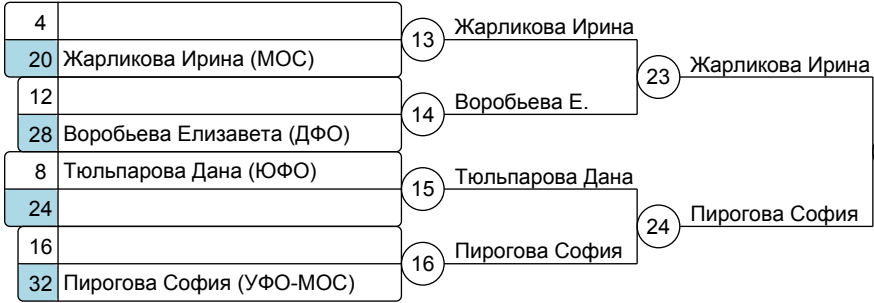 4
20 Жарликова Ирина (МОС)
13 Жарликова Ирина
12
28 Воробьева Елизавета (ДФО)
14 Воробьева Е.
23 Жарликова Ирина
8 Тюльпарова Дана (ЮФО)
24
15 Тюльпарова Дана
16
32 Пирогова София (УФО-МОС)
16 Пирогова София
24 Пирогова София